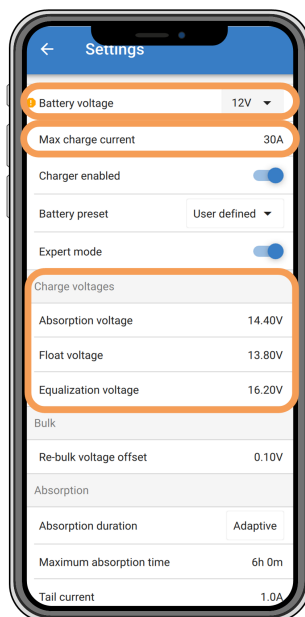 Settings
Battery voltage 12V
Max charge current 30A
Charger enabled
Battery preset User defined
Expert mode
Charge voltages
Absorption voltage 14.40V
Float voltage 13.80V
Equalization voltage 16.20V
Bulk
Re-bulk voltage offset 0.10V
Absorption
Absorption duration Adaptive
Maximum absorption time 6h 0m
Tail current 1.0A